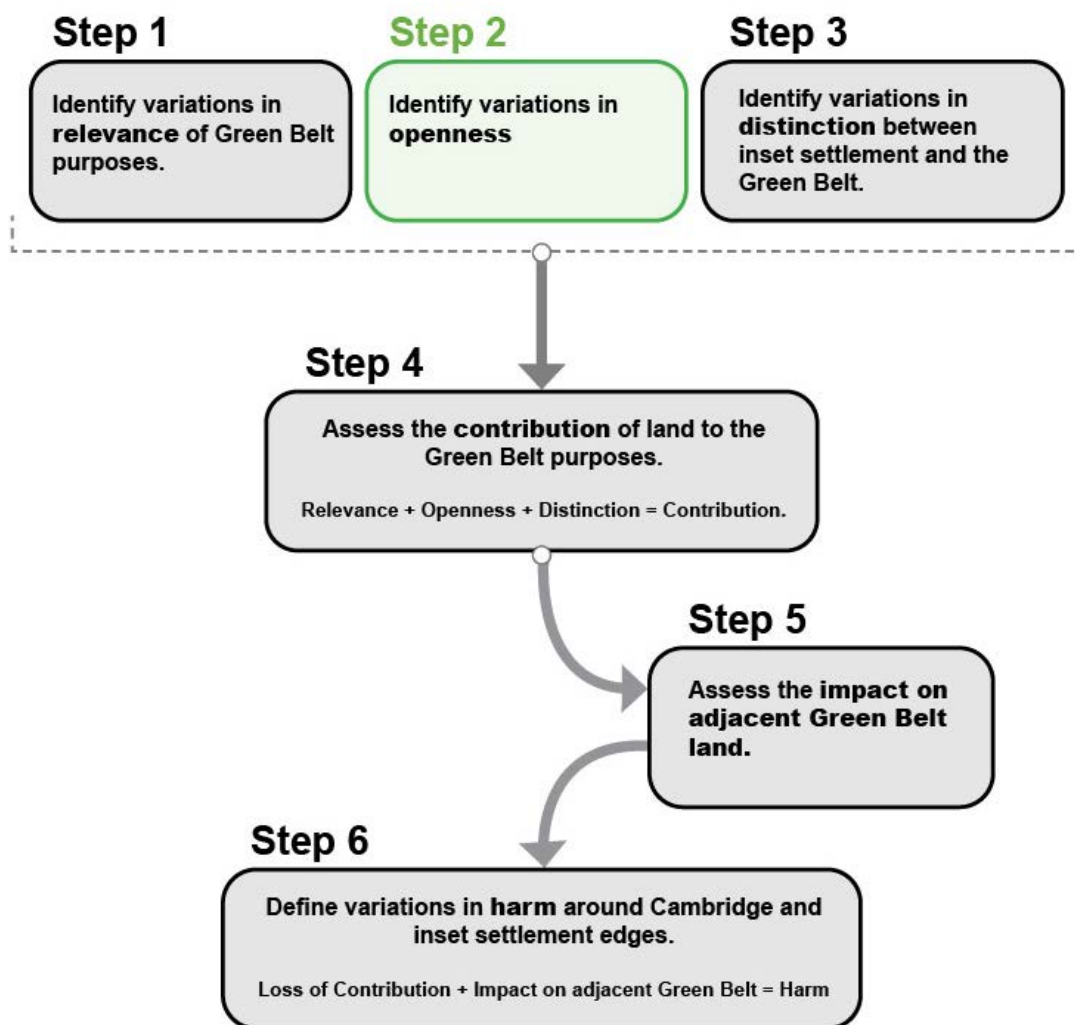 Step 1
Identify variations in
relevance of Green Belt
purposes.
Step 2
Identify variations in
openness
Step 3
Identify variations in
distinction between
inset settlement and the
Green Belt.
Step 4
Assess the contribution of land to the
Green Belt purposes.
Relevance + Openness + Distinction = Contribution.
Step 5
Assess the impact on
adjacent Green Belt
land.
Step 6
Define variations in harm around Cambridge and
inset settlement edges.
Loss of Contribution + Impact on adjacent Green Belt = Harm